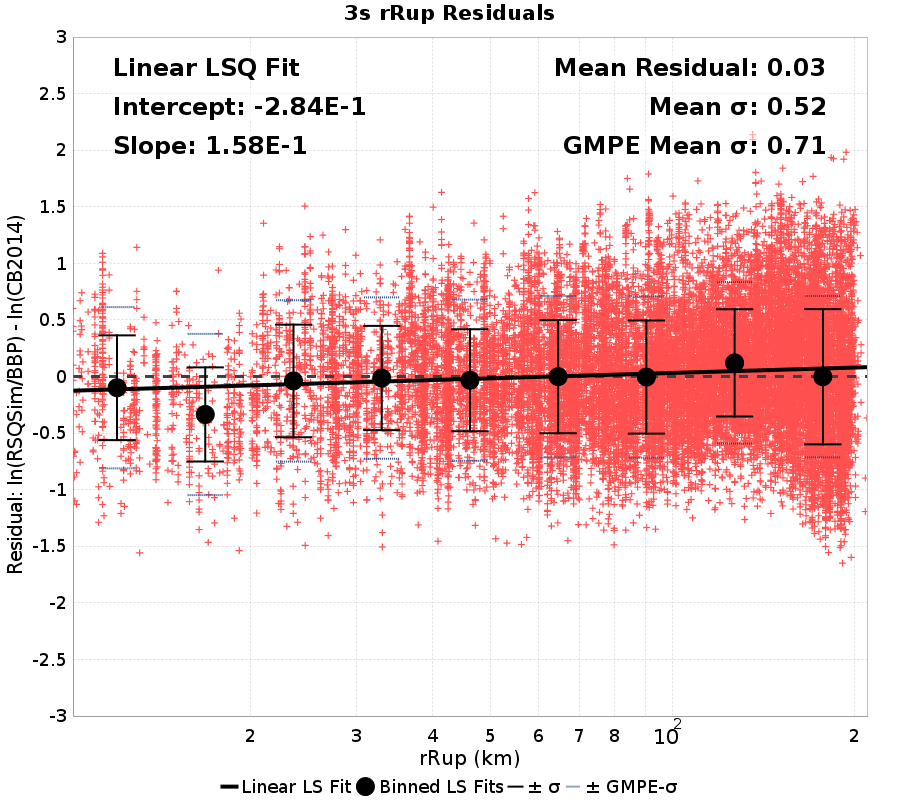 3s rRup Residuals
Linear LSQ Fit
Intercept: -2.84E-1
Slope: 1.58E-1
Mean Residual: 0.03
Mean σ: 0.52
GMPE Mean σ: 0.71
Residual: ln(RSQSim/BBP) - ln(CB2014)
3
2.5
2
1.5
1
0.5
0
-0.5
-1
-1.5
-2
-2.5
-3
2 3 4 5 6 7 8 10² 2
rRup (km)
Linear LS Fit Binned LS Fits ± σ ± GMPE-σ